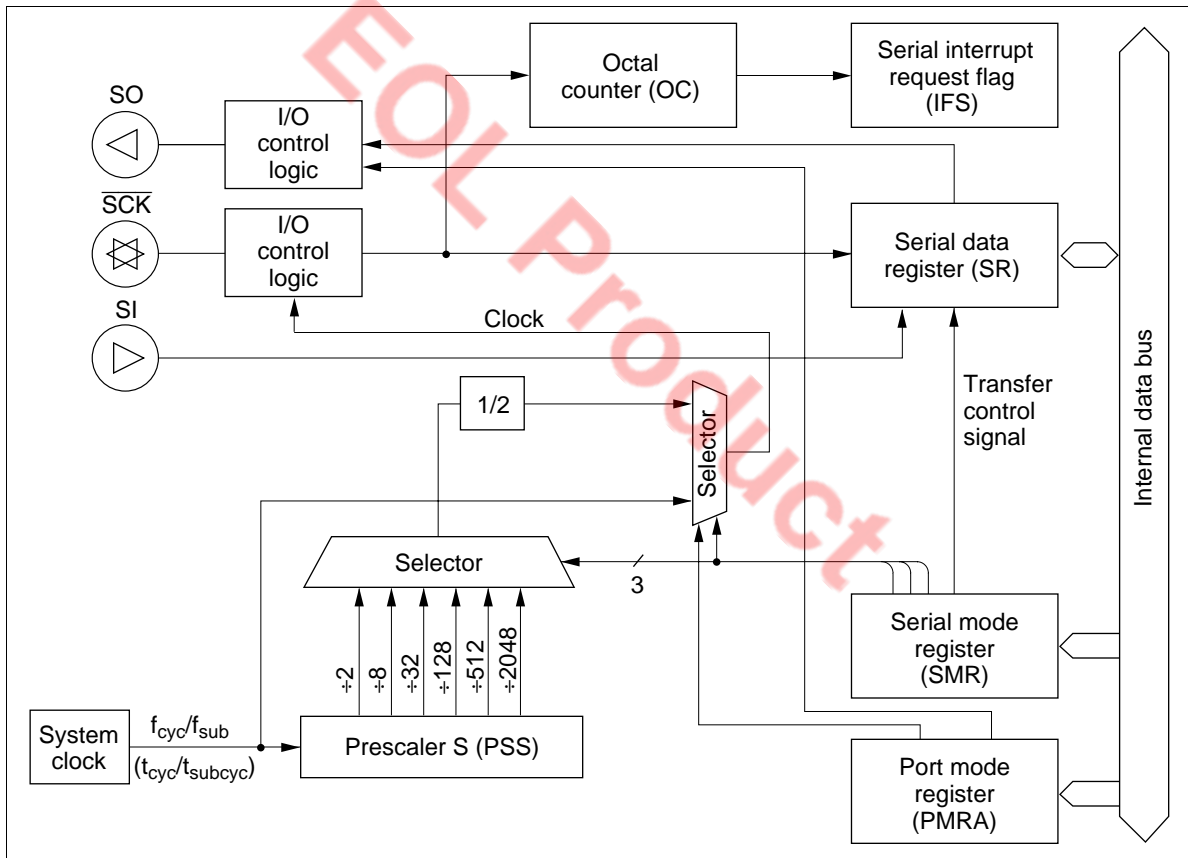 Octal
counter (OC)
Serial interrupt
request flag
(IFS)
SO
I/O
control
logic
SCK
I/O
control
logic
Serial data
register (SR)
SI
Clock
Transfer
control
signal
Internal data bus
1/2
Selector
Selector
3
÷2
÷8
÷32
÷128
÷512
÷2048
Serial mode
register
(SMR)
System
clock
fcyc/fsub
(tcyc/tsubcyc)
Prescaler S (PSS)
Port mode
register
(PMRA)
EOL Product